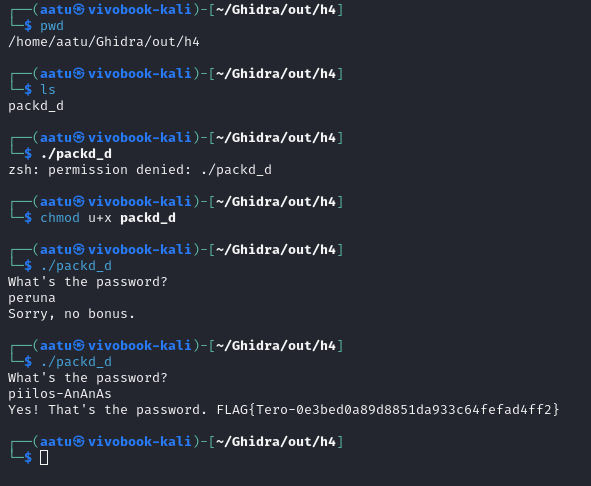 ┌──(aatu㉿vivobook-kali)-[~/Ghidra/out/h4]
└─$ pwd
/home/aatu/Ghidra/out/h4
┌──(aatu㉿vivobook-kali)-[~/Ghidra/out/h4]
└─$ ls
packd_d
┌──(aatu㉿vivobook-kali)-[~/Ghidra/out/h4]
└─$ ./packd_d
zsh: permission denied: ./packd_d
┌──(aatu㉿vivobook-kali)-[~/Ghidra/out/h4]
└─$ chmod u+x packd_d
┌──(aatu㉿vivobook-kali)-[~/Ghidra/out/h4]
└─$ ./packd_d
What's the password?
peruna
Sorry, no bonus.
┌──(aatu㉿vivobook-kali)-[~/Ghidra/out/h4]
└─$ ./packd_d
What's the password?
piilos-AnAnAs
Yes! That's the password. FLAG{Tero-0e3bed0a89d8851da933c64fefad4ff2}
┌──(aatu㉿vivobook-kali)-[~/Ghidra/out/h4]
└─$